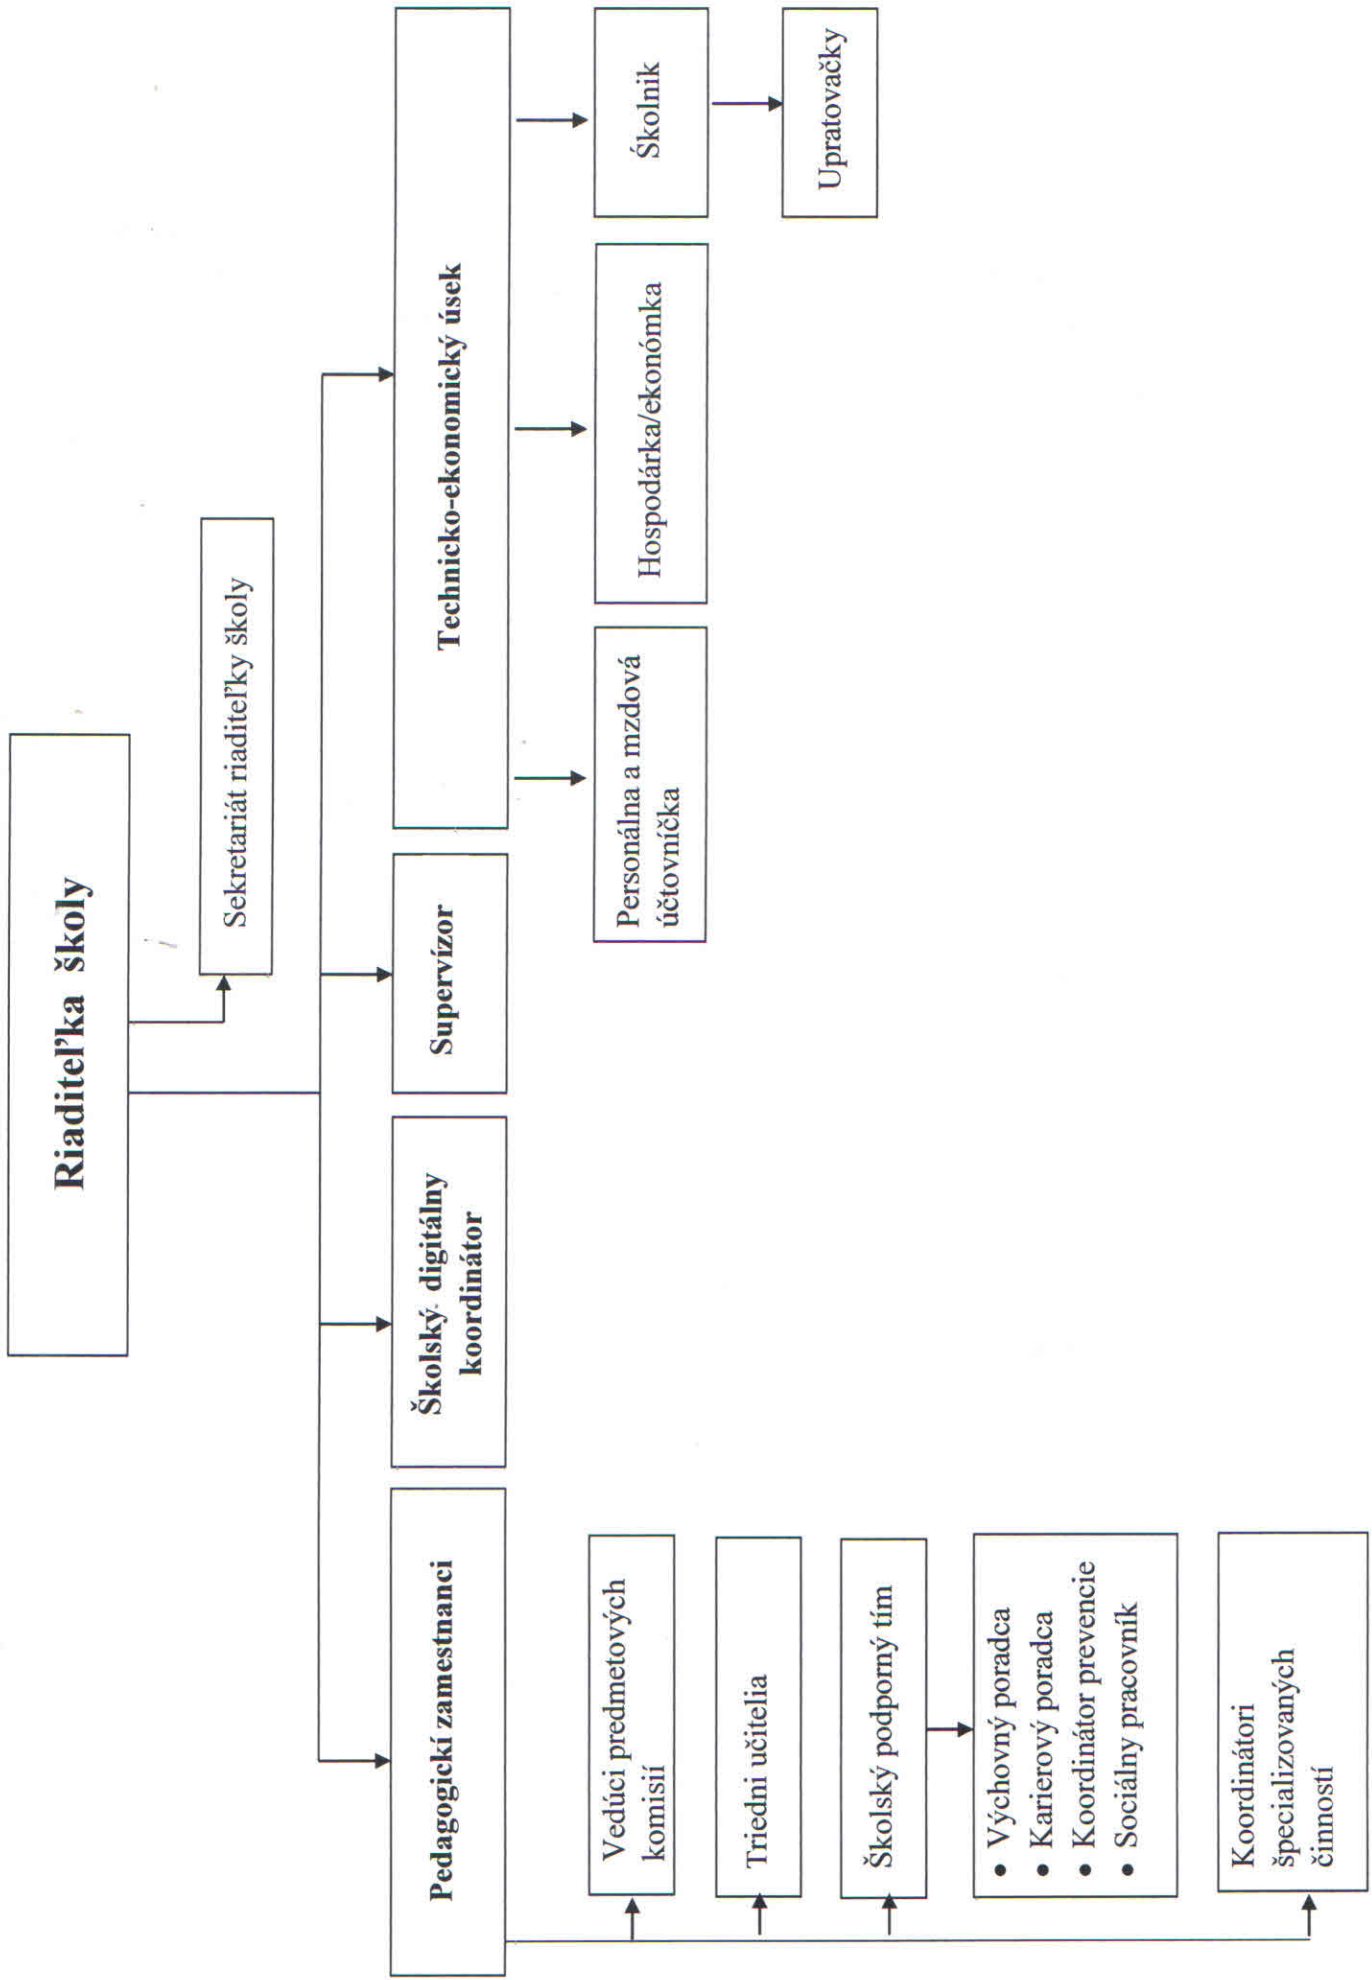 Riaditeľka školy
Sekretariát riaditeľky školy
Pedagogickí zamestnanci
Školský digitálny
koordinátor
Supervízor
Technicko-ekonomický úsek
Vedúci predmetových
komisií
Triedni učitelia
Školský podporný tím
• Výchovný poradca
• Karierový poradca
• Koordinátor prevencie
• Sociálny pracovník
Koordinátori
špecializovaných
činností
Personálna a mzdová
účtovníčka
Hospodárka/ekonómka
Školnik
Upratovačky